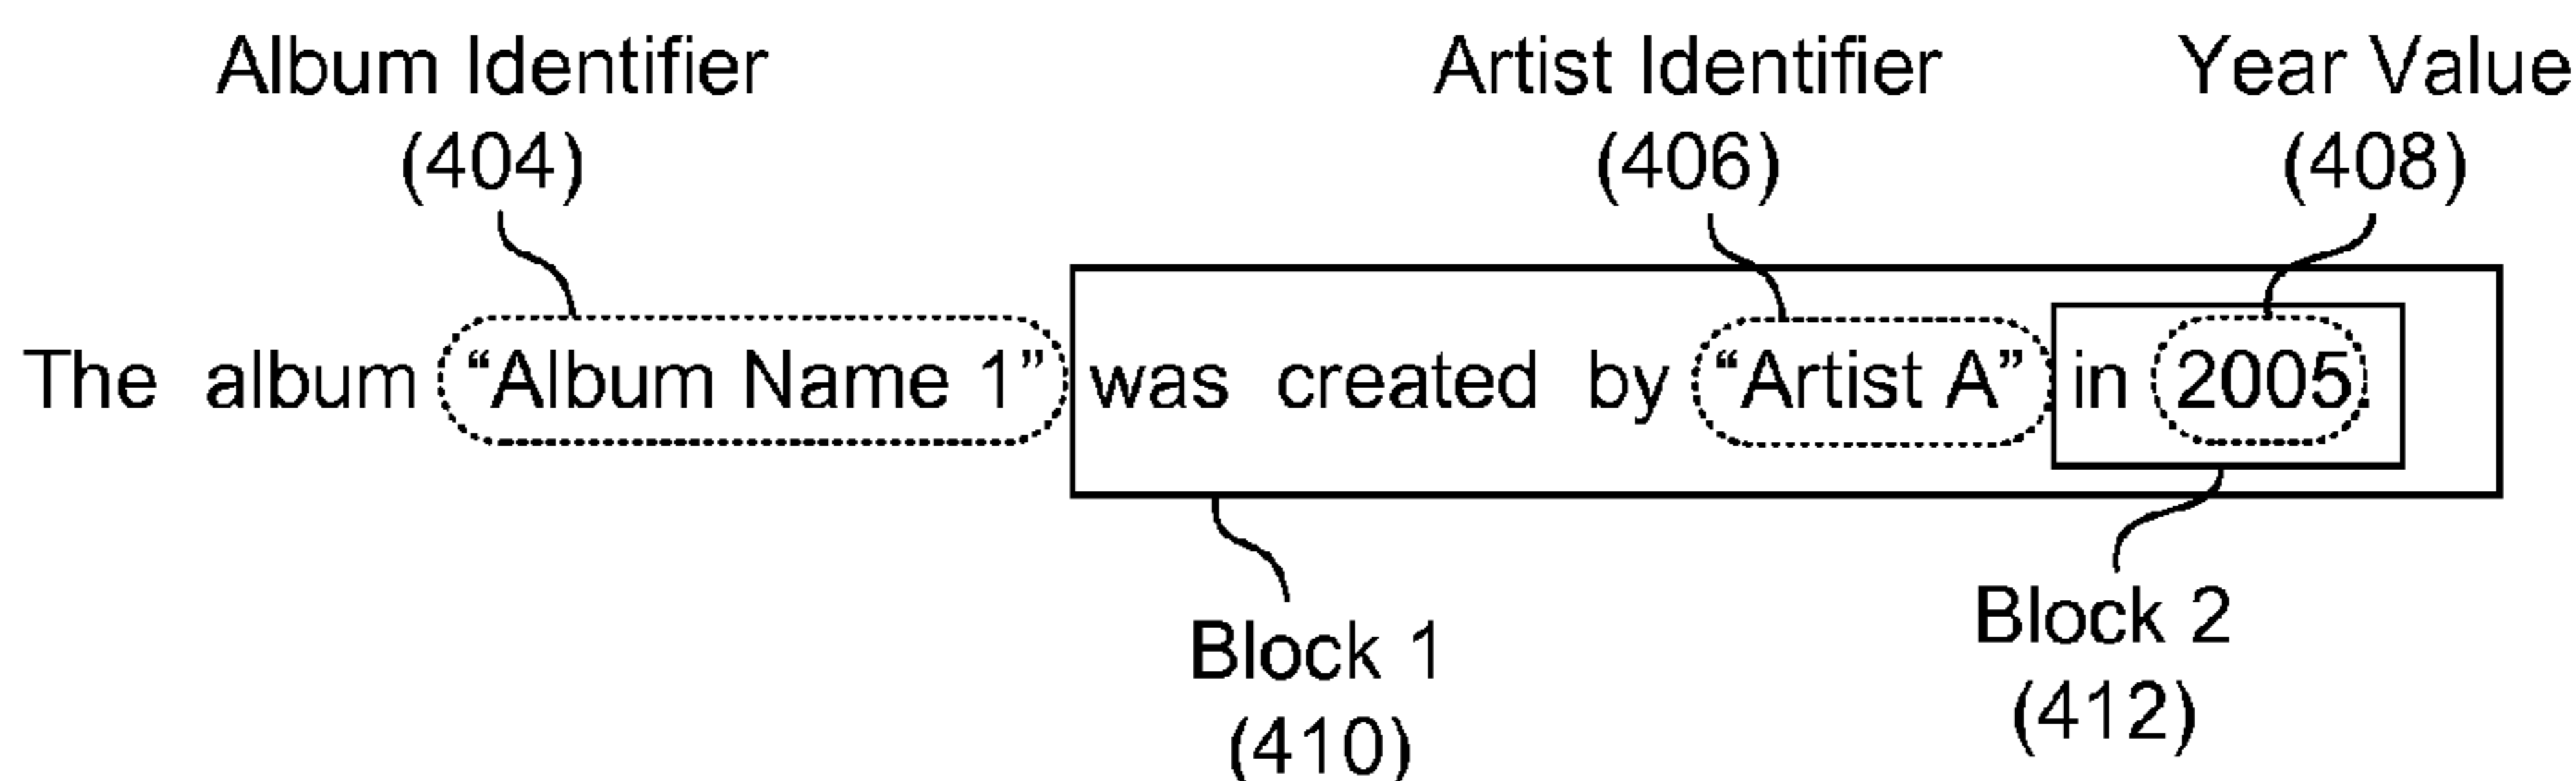 Album Identifier Artist Identifier Year Value
(404) (406) (408)
The album “Album Name 1” was created by “Artist A” in 2005.
Block 1 Block 2
(410) (412)